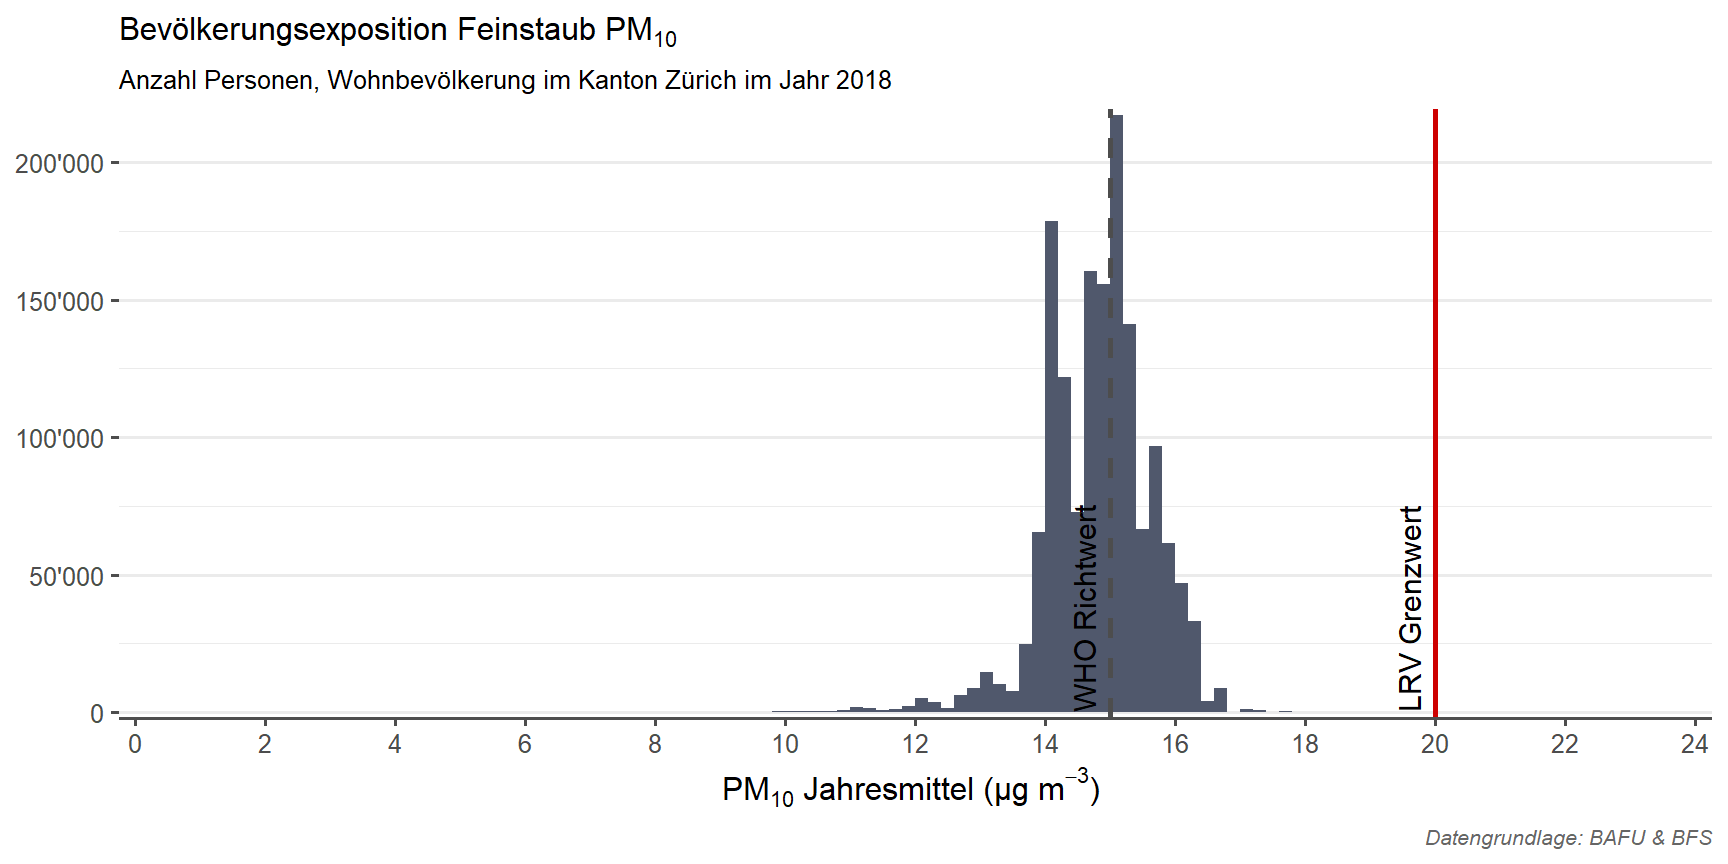 Bevölkerungsexposition Feinstaub PM₁₀
Anzahl Personen, Wohnbevölkerung im Kanton Zürich im Jahr 2018
200'000
150'000
100'000
50'000
0
WHO Richtwert
LRV Grenzwert
0 2 4 6 8 10 12 14 16 18 20 22 24
PM₁₀ Jahresmittel (µg m⁻³)
Datengrundlage: BAFU & BFS